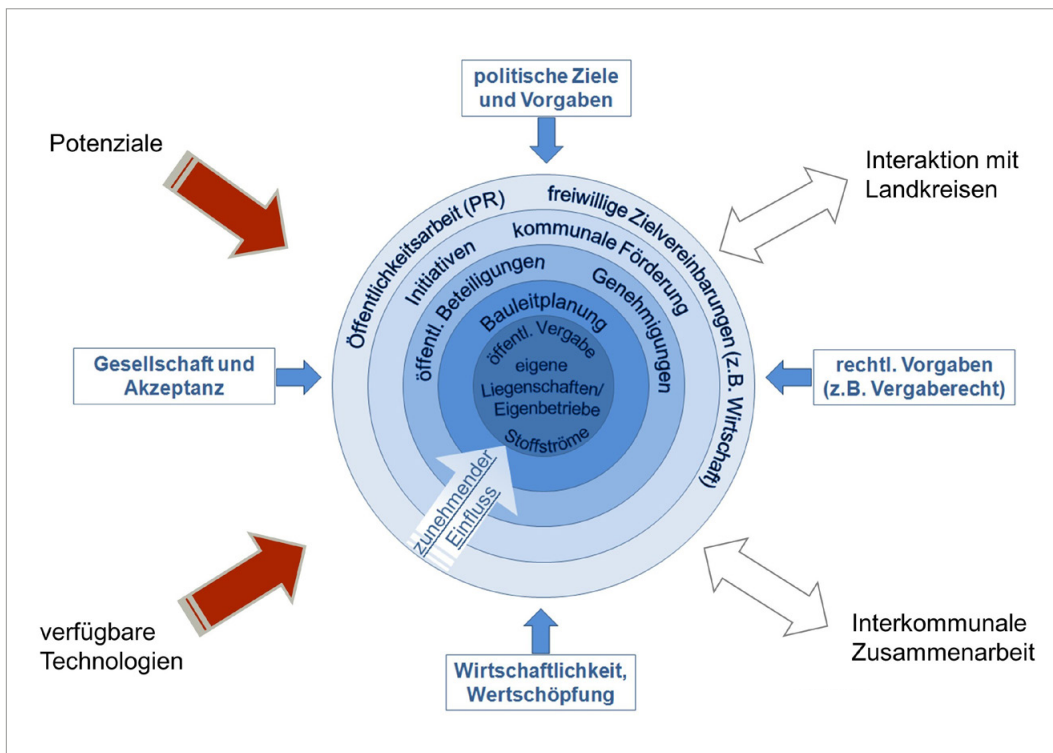 politische Ziele
und Vorgaben
Potenziale
Interaktion mit
Landkreisen
Öffentlichkeitsarbeit (PR)
freiwillige Zielvereinbarungen (z.B. Wirtschaft)
Initiativen
kommunale Förderung
öffentl. Beteiligungen
Genehmigungen
Bauleitplanung
öffentl. Vergabe
eigene
Liegenschaften/
Eigenbetriebe
Stoffströme
Gesellschaft und
Akzeptanz
rechtl. Vorgaben
(z.B. Vergaberecht)
zunehmender
Einfluss
verfügbare
Technologien
Interkommunale
Zusammenarbeit
Wirtschaftlichkeit,
Wertschöpfung